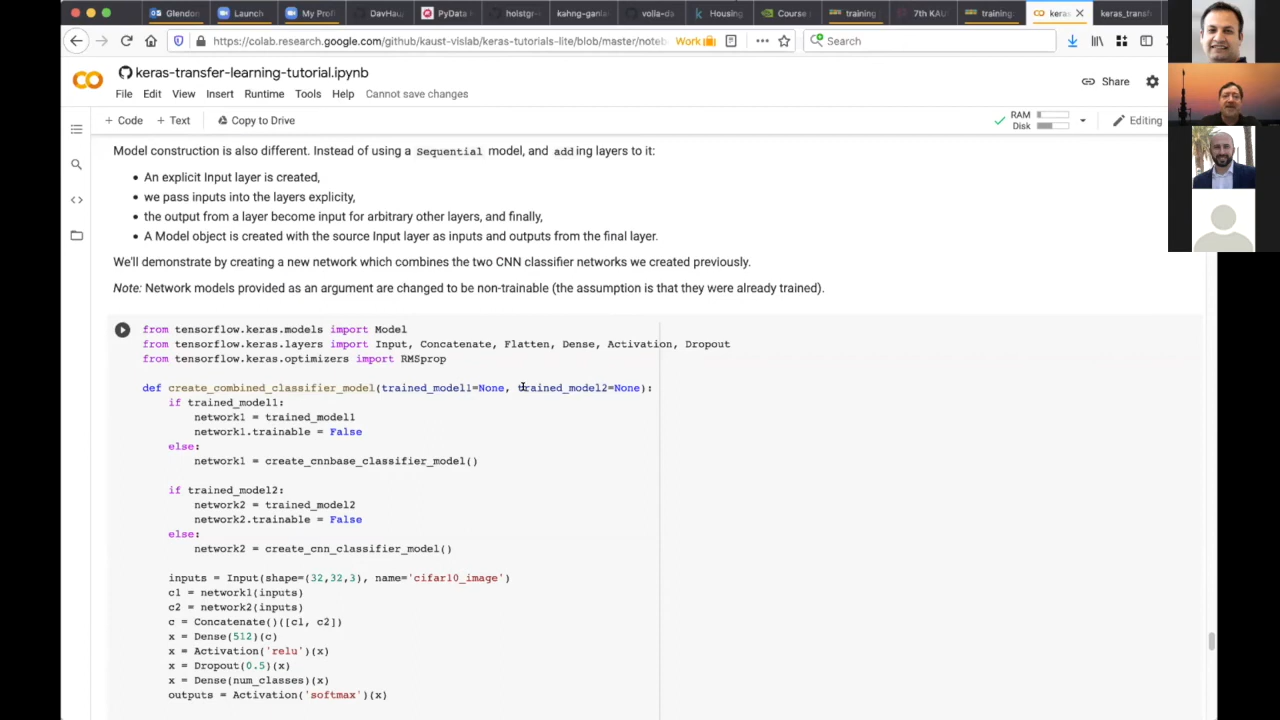 Glendon
Launch
My Profi
DavHau
PyData
holstgr
kahng-ganlat
volla-da
Housing
Course
training
7th KAU
training
keras
keras_transf
https://colab.research.google.com/github/kaust-vislab/keras-tutorials-lite/blob/master/noteb
Work
Search
keras-transfer-learning-tutorial.ipynb
File Edit View Insert Runtime Tools Help Cannot save changes
Share
+ Code + Text Copy to Drive
RAM
Disk
Editing
Model construction is also different. Instead of using a Sequential model, and adding layers to it:
• An explicit Input layer is created,
• we pass inputs into the layers explicity,
• the output from a layer become input for arbitrary other layers, and finally,
• A Model object is created with the source Input layer as inputs and outputs from the final layer.
We'll demonstrate by creating a new network which combines the two CNN classifier networks we created previously.
Note: Network models provided as an argument are changed to be non-trainable (the assumption is that they were already trained).
from tensorflow.keras.models import Model
from tensorflow.keras.layers import Input, Concatenate, Flatten, Dense, Activation, Dropout
from tensorflow.keras.optimizers import RMSprop
def create_combined_classifier_model(trained_model1=None, trained_model2=None):
if trained_model1:
network1 = trained_model1
network1.trainable = False
else:
network1 = create_cnnbase_classifier_model()
if trained_model2:
network2 = trained_model2
network2.trainable = False
else:
network2 = create_cnn_classifier_model()
inputs = Input(shape=(32,32,3), name='cifar10_image')
c1 = network1(inputs)
c2 = network2(inputs)
c = Concatenate()([c1, c2])
x = Dense(512)(c)
x = Activation('relu')(x)
x = Dropout(0.5)(x)
x = Dense(num_classes)(x)
outputs = Activation('softmax')(x)